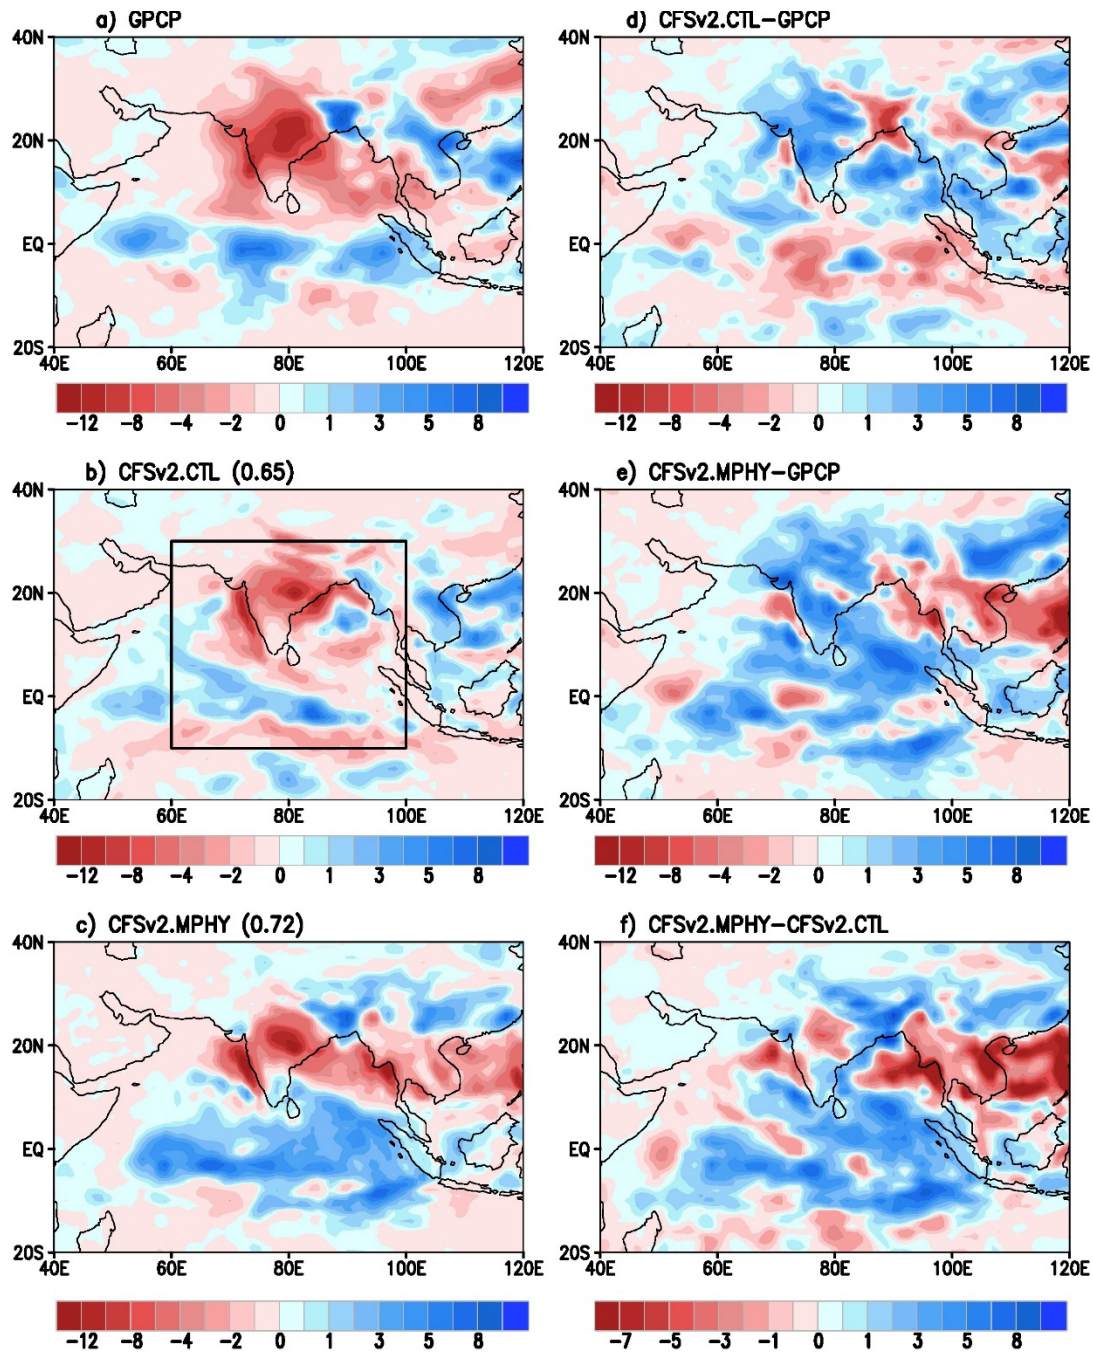 a) GPCP
40N
20N
EQ
20S
40E 60E 80E 100E 120E
-12 -8 -4 -2 0 1 3 5 8
d) CFSv2.CTL-GPCP
40N
20N
EQ
20S
40E 60E 80E 100E 120E
-12 -8 -4 -2 0 1 3 5 8
b) CFSv2.CTL (0.65)
40N
20N
EQ
20S
40E 60E 80E 100E 120E
-12 -8 -4 -2 0 1 3 5 8
e) CFSv2.MPHY-GPCP
40N
20N
EQ
20S
40E 60E 80E 100E 120E
-12 -8 -4 -2 0 1 3 5 8
c) CFSv2.MPHY (0.72)
40N
20N
EQ
20S
40E 60E 80E 100E 120E
-12 -8 -4 -2 0 1 3 5 8
f) CFSv2.MPHY-CFSv2.CTL
40N
20N
EQ
20S
40E 60E 80E 100E 120E
-7 -5 -3 -1 0 1 3 5 8